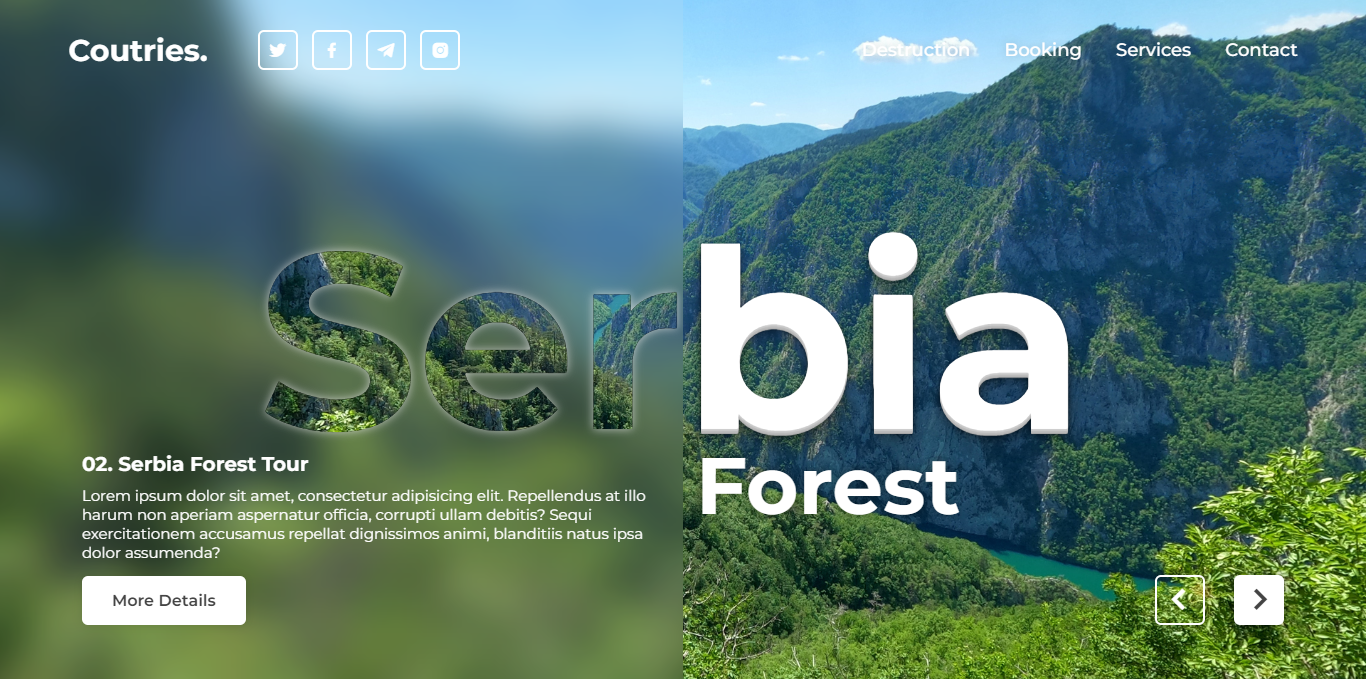 Coutries.
Destruction Booking Services Contact
Serbia
Forest
02. Serbia Forest Tour
Lorem ipsum dolor sit amet, consectetur adipisicing elit. Repellendus at illo
harum non aperiam aspernatur officia, corrupti ullam debitis? Sequi
exercitationem accusamus repellat dignissimos animi, blanditiis natus ipsa
dolor assumenda?
More Details